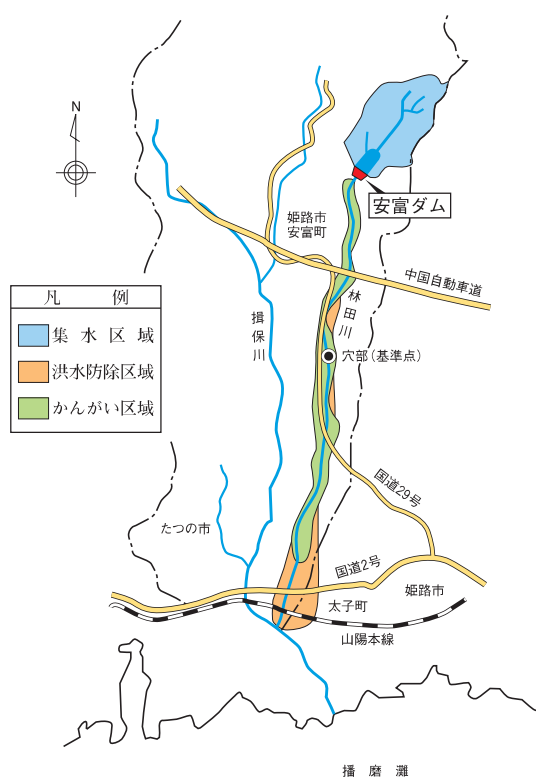 N
安富ダム
姫路市
安富町
中国自動車道
凡 例
集水区域
洪水防除区域
かんがい区域
揖保川
林田川
穴部(基準点)
国道29号
たつの市
国道2号
姫路市
太子町
山陽本線
播磨灘